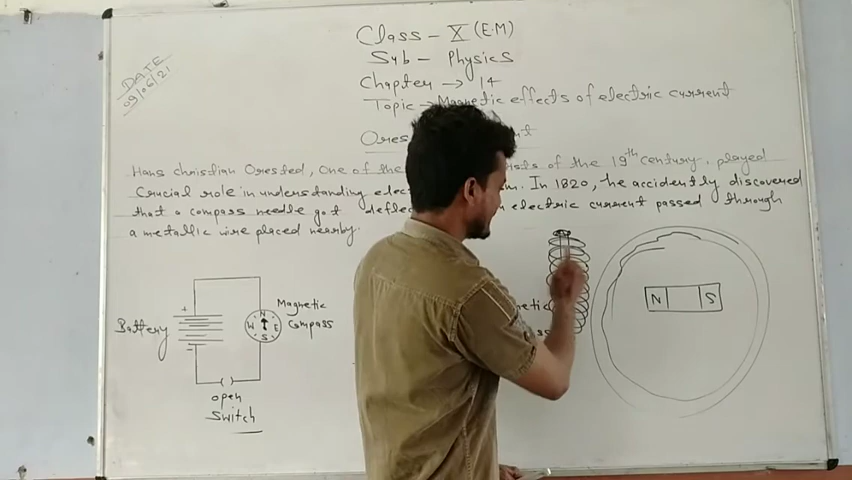 Class - X (E.M)
Sub - Physics
Chapter → 14
Topic → Magnetic effects of electric current
DATE
09/06/21
Hans christian Orested, One of the 19th century, played
Crucial role in understanding In 1820, he accidently discovered
that a compass needle got electric current passed through
a metallic wire placed nearby.
+
Battery
-
N
W E
S
Magnetic
Compass
open
Switch
N S